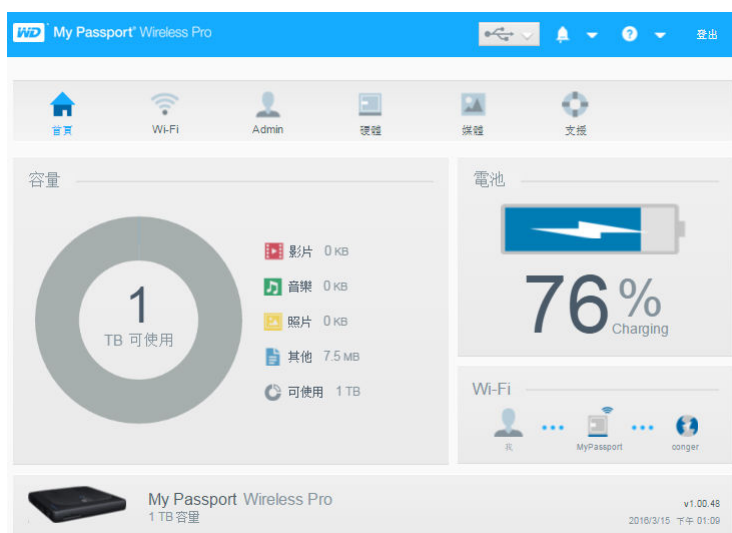 WD My Passport® Wireless Pro
登出
首頁 Wi-Fi Admin 硬體 媒體 支援
容量
1
TB 可使用
影片 0 KB
音樂 0 KB
照片 0 KB
其他 7.5 MB
可使用 1 TB
電池
76 %
Charging
Wi-Fi
我 MyPassport conger
My Passport Wireless Pro
1 TB 容量
v1.00.48
2016/3/15 下午 01:09